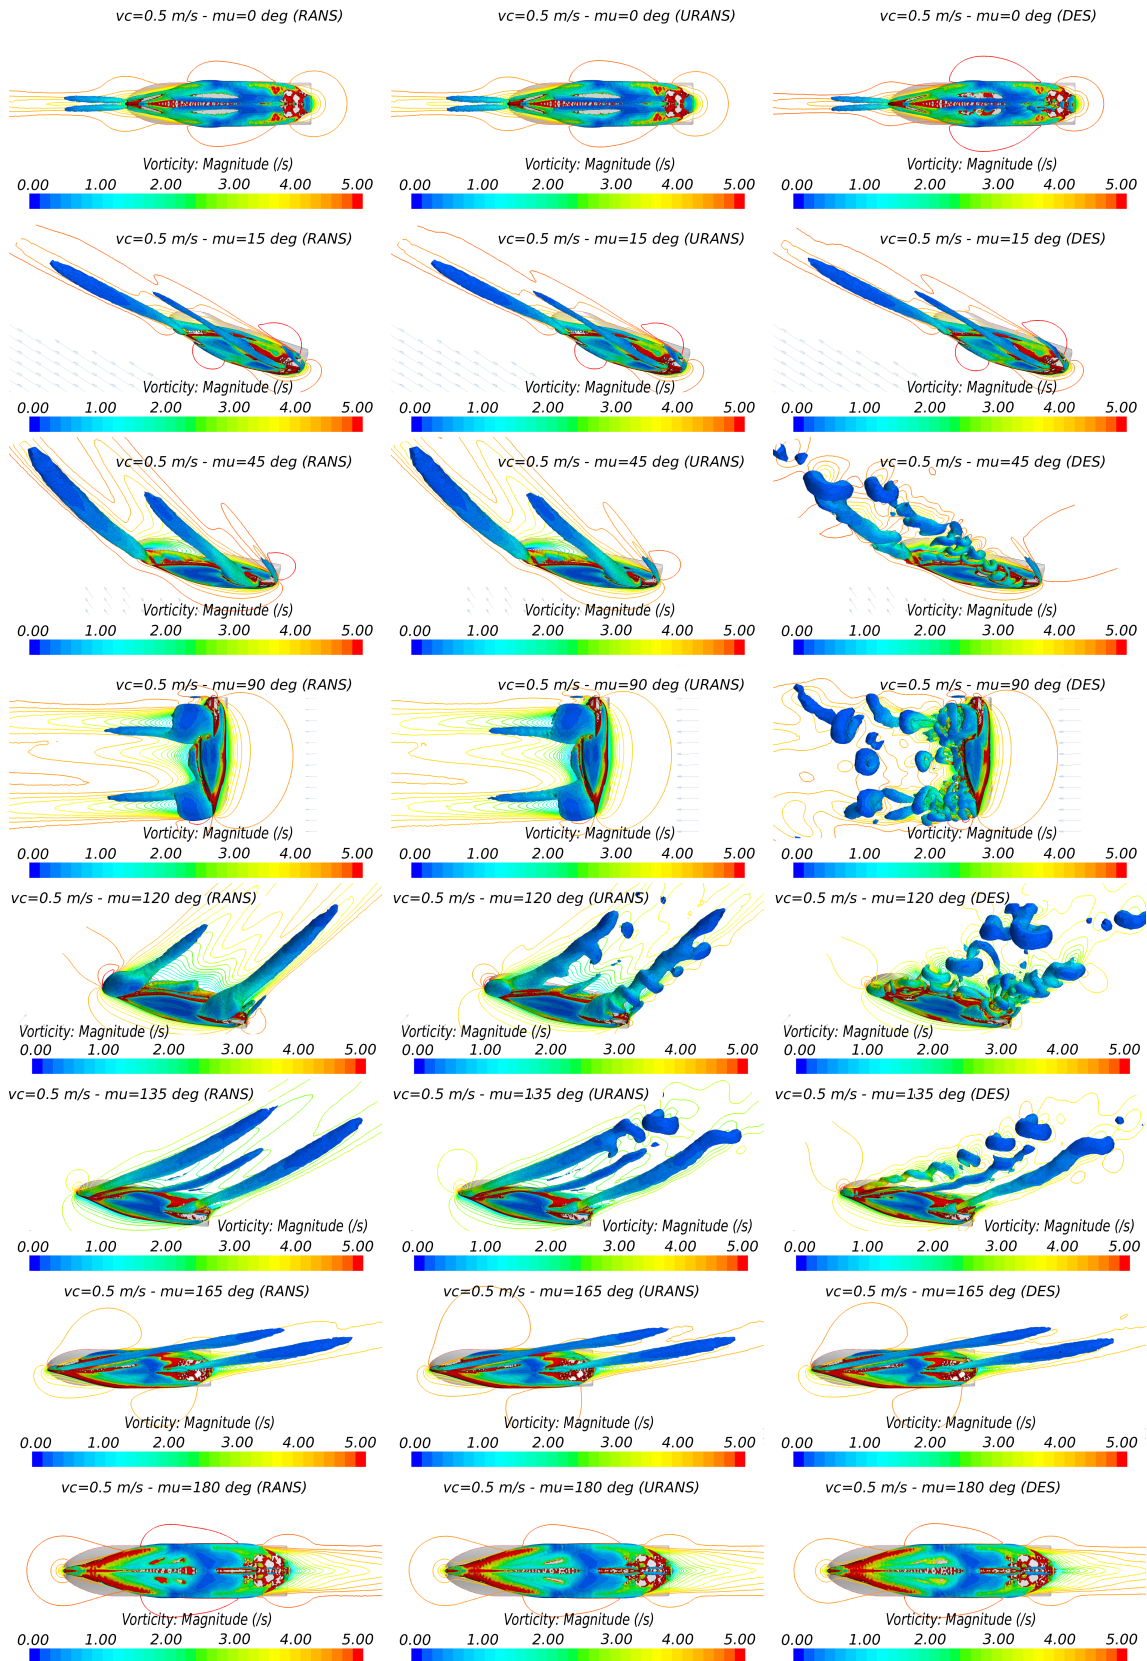 vc=0.5 m/s - mu=0 deg (RANS) vc=0.5 m/s - mu=0 deg (URANS) vc=0.5 m/s - mu=0 deg (DES)
Vorticity: Magnitude (/s) Vorticity: Magnitude (/s) Vorticity: Magnitude (/s)
0.00 1.00 2.00 3.00 4.00 5.00 0.00 1.00 2.00 3.00 4.00 5.00 0.00 1.00 2.00 3.00 4.00 5.00
vc=0.5 m/s - mu=15 deg (RANS) vc=0.5 m/s - mu=15 deg (URANS) vc=0.5 m/s - mu=15 deg (DES)
Vorticity: Magnitude (/s) Vorticity: Magnitude (/s) Vorticity: Magnitude (/s)
0.00 1.00 2.00 3.00 4.00 5.00 0.00 1.00 2.00 3.00 4.00 5.00 0.00 1.00 2.00 3.00 4.00 5.00
vc=0.5 m/s - mu=45 deg (RANS) vc=0.5 m/s - mu=45 deg (URANS) vc=0.5 m/s - mu=45 deg (DES)
Vorticity: Magnitude (/s) Vorticity: Magnitude (/s) Vorticity: Magnitude (/s)
0.00 1.00 2.00 3.00 4.00 5.00 0.00 1.00 2.00 3.00 4.00 5.00 0.00 1.00 2.00 3.00 4.00 5.00
vc=0.5 m/s - mu=90 deg (RANS) vc=0.5 m/s - mu=90 deg (URANS) vc=0.5 m/s - mu=90 deg (DES)
Vorticity: Magnitude (/s) Vorticity: Magnitude (/s) Vorticity: Magnitude (/s)
0.00 1.00 2.00 3.00 4.00 5.00 0.00 1.00 2.00 3.00 4.00 5.00 0.00 1.00 2.00 3.00 4.00 5.00
vc=0.5 m/s - mu=120 deg (RANS) vc=0.5 m/s - mu=120 deg (URANS) vc=0.5 m/s - mu=120 deg (DES)
Vorticity: Magnitude (/s) Vorticity: Magnitude (/s) Vorticity: Magnitude (/s)
0.00 1.00 2.00 3.00 4.00 5.00 0.00 1.00 2.00 3.00 4.00 5.00 0.00 1.00 2.00 3.00 4.00 5.00
vc=0.5 m/s - mu=135 deg (RANS) vc=0.5 m/s - mu=135 deg (URANS) vc=0.5 m/s - mu=135 deg (DES)
Vorticity: Magnitude (/s) Vorticity: Magnitude (/s) Vorticity: Magnitude (/s)
0.00 1.00 2.00 3.00 4.00 5.00 0.00 1.00 2.00 3.00 4.00 5.00 0.00 1.00 2.00 3.00 4.00 5.00
vc=0.5 m/s - mu=165 deg (RANS) vc=0.5 m/s - mu=165 deg (URANS) vc=0.5 m/s - mu=165 deg (DES)
Vorticity: Magnitude (/s) Vorticity: Magnitude (/s) Vorticity: Magnitude (/s)
0.00 1.00 2.00 3.00 4.00 5.00 0.00 1.00 2.00 3.00 4.00 5.00 0.00 1.00 2.00 3.00 4.00 5.00
vc=0.5 m/s - mu=180 deg (RANS) vc=0.5 m/s - mu=180 deg (URANS) vc=0.5 m/s - mu=180 deg (DES)
Vorticity: Magnitude (/s) Vorticity: Magnitude (/s) Vorticity: Magnitude (/s)
0.00 1.00 2.00 3.00 4.00 5.00 0.00 1.00 2.00 3.00 4.00 5.00 0.00 1.00 2.00 3.00 4.00 5.00